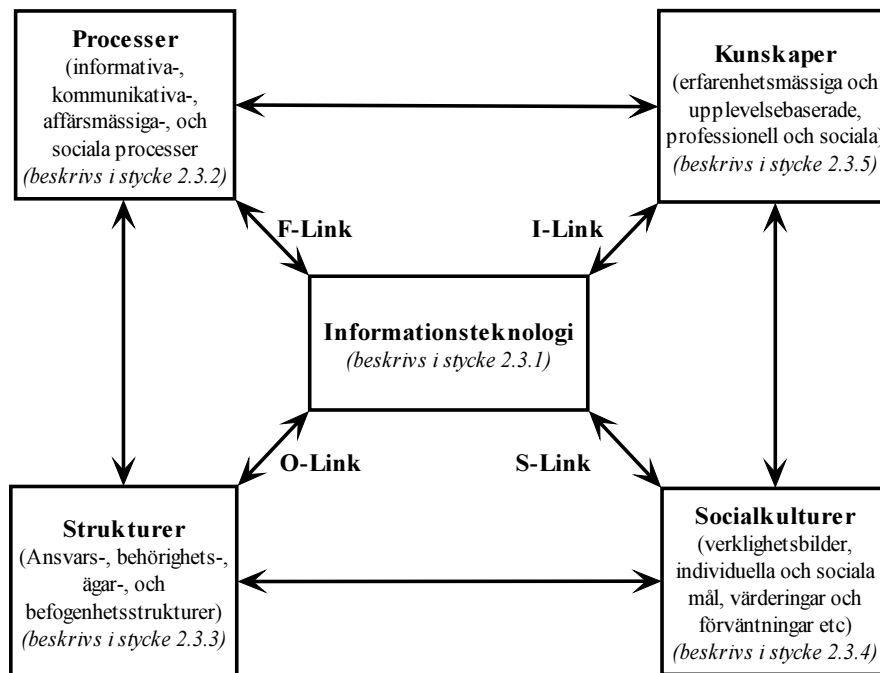 Processer
(informativa-,
kommunikativa-,
affärsmässiga-, och
sociala processer
(beskrivs i stycke 2.3.2)
Kunskaper
(erfarenhetsmässiga och
upplevelsebaserade,
professionell och sociala)
(beskrivs i stycke 2.3.5)
F-Link
I-Link
Informationsteknologi
(beskrivs i stycke 2.3.1)
O-Link
S-Link
Strukturer
(Ansvars-, behörighets-,
ägar-, och
befogenhetsstrukturer)
(beskrivs i stycke 2.3.3)
Socialkulturer
(verklighetsbilder,
individuella och sociala
mål, värderingar och
förväntningar etc)
(beskrivs i stycke 2.3.4)